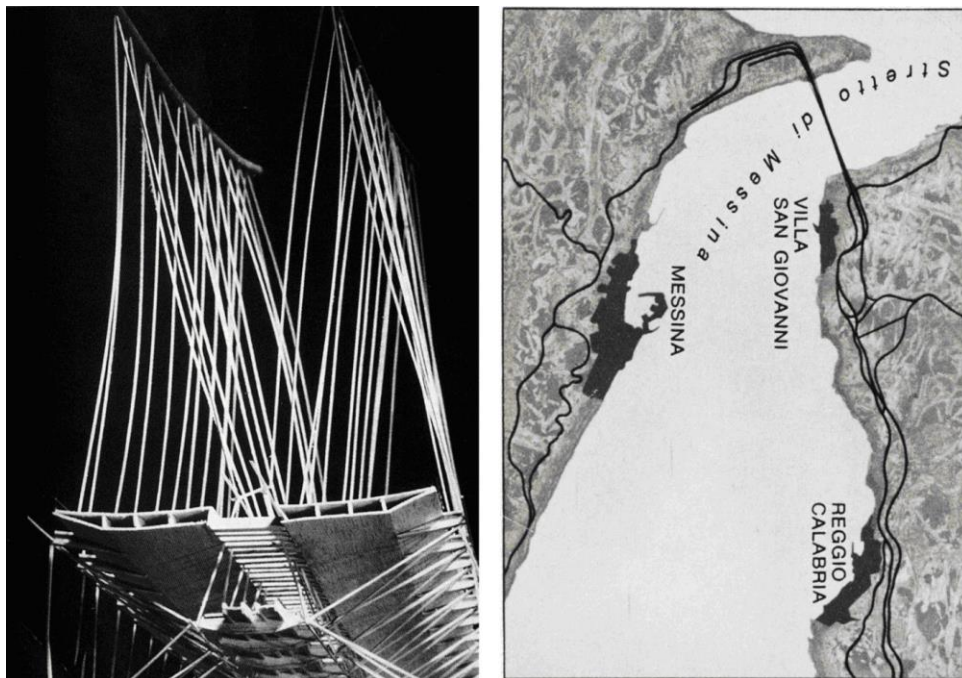 Stretto di Messina
MESSINA
VILLA
SAN GIOVANNI
REGGIO
CALABRIA